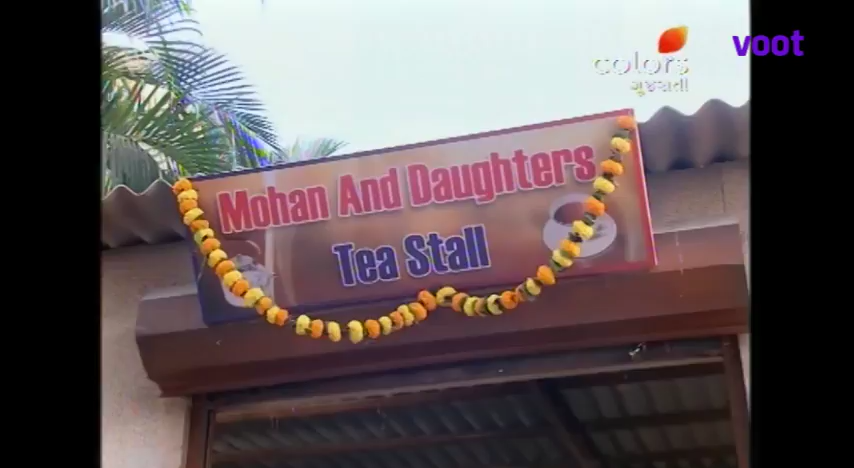 colors
ગુજરાતી
voot
Mohan And Daughters
Tea Stall